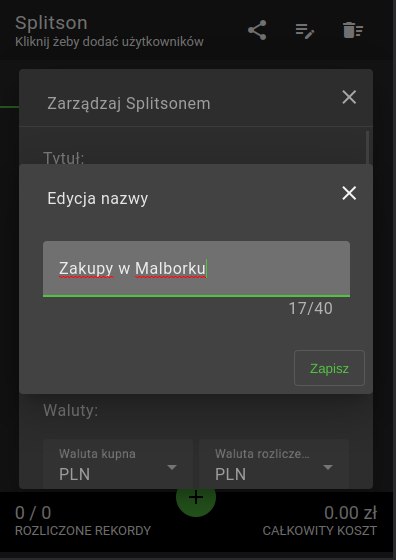 Splitson
Kliknij żeby dodać użytkowników
Zarządzaj Splitsonem
Tytuł:
Edycja nazwy
Zakupy w Malborku
17/40
Zapisz
Waluty:
Waluta kupna
Waluta rozlicze...
PLN
PLN
0 / 0
0.00 zł
ROZLICZONE REKORDY
CAŁKOWITY KOSZT